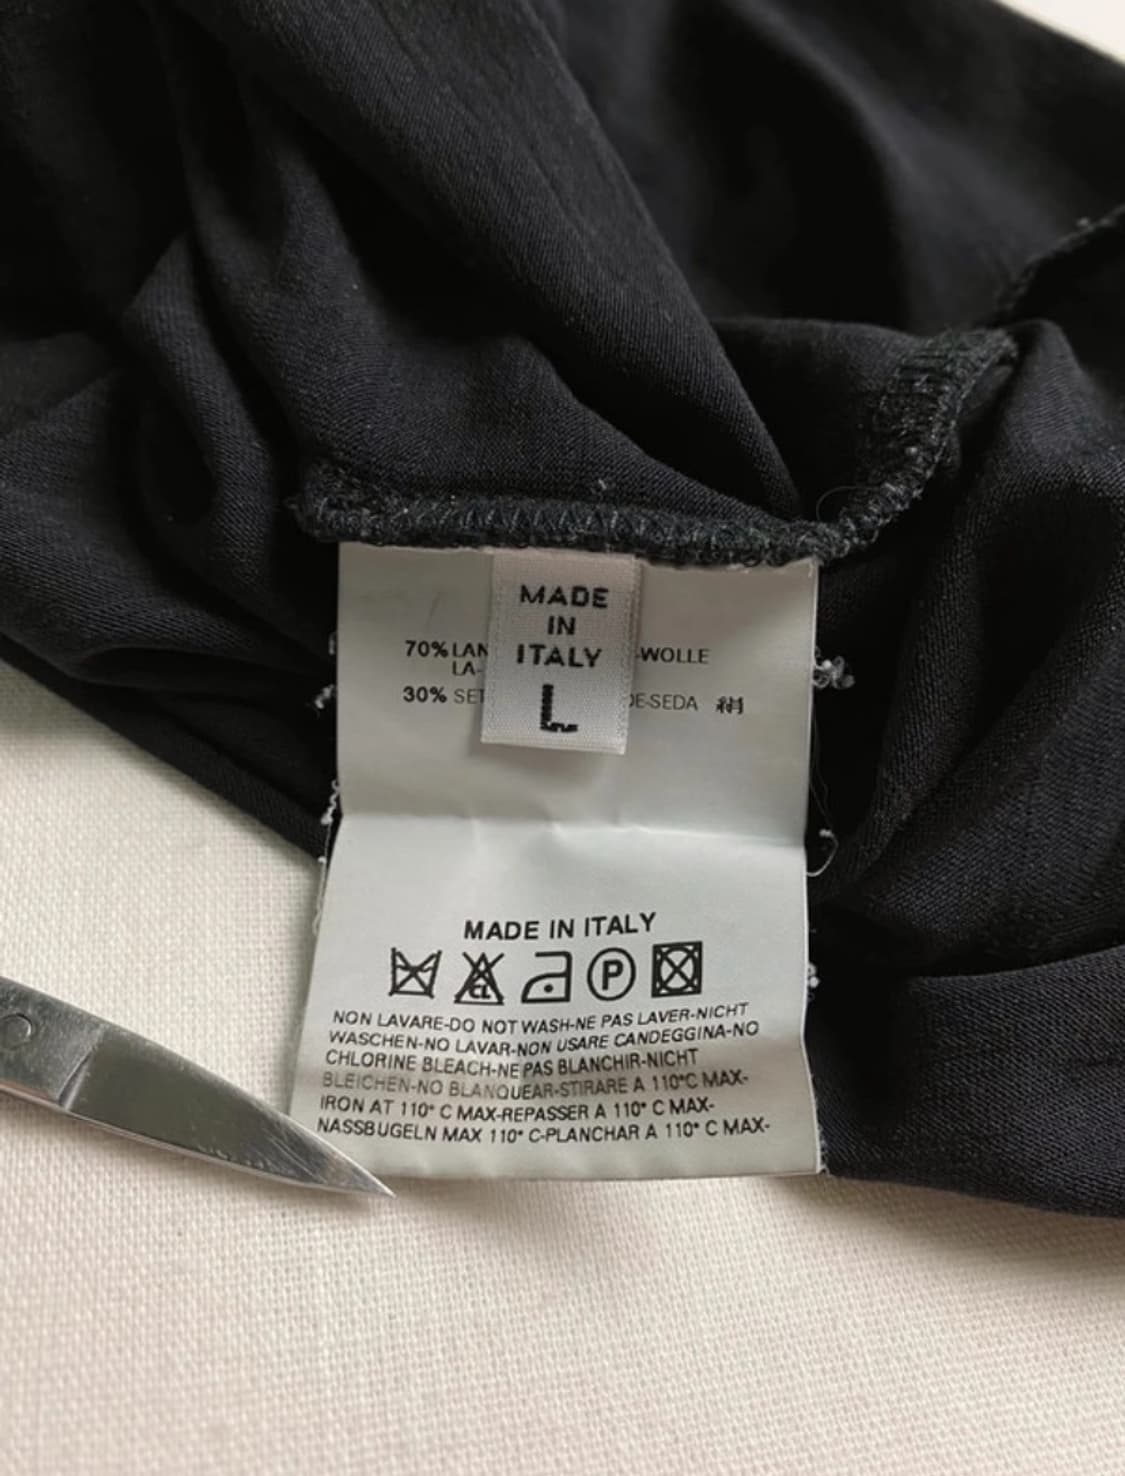 MADE
IN
ITALY
L
70% LAN -WOLLE
LA-
30% SET DE-SEDA 絹
MADE IN ITALY
CL P
NON LAVARE-DO NOT WASH-NE PAS LAVER-NICHT
WASCHEN-NO LAVAR-NON USARE CANDEGGINA-NO
CHLORINE BLEACH-NE PAS BLANCHIR-NICHT
BLEICHEN-NO BLANQUEAR-STIRARE A 110°C MAX-
IRON AT 110° C MAX-REPASSER A 110° C MAX-
NASSBUGELN MAX 110° C-PLANCHAR A 110° C MAX-